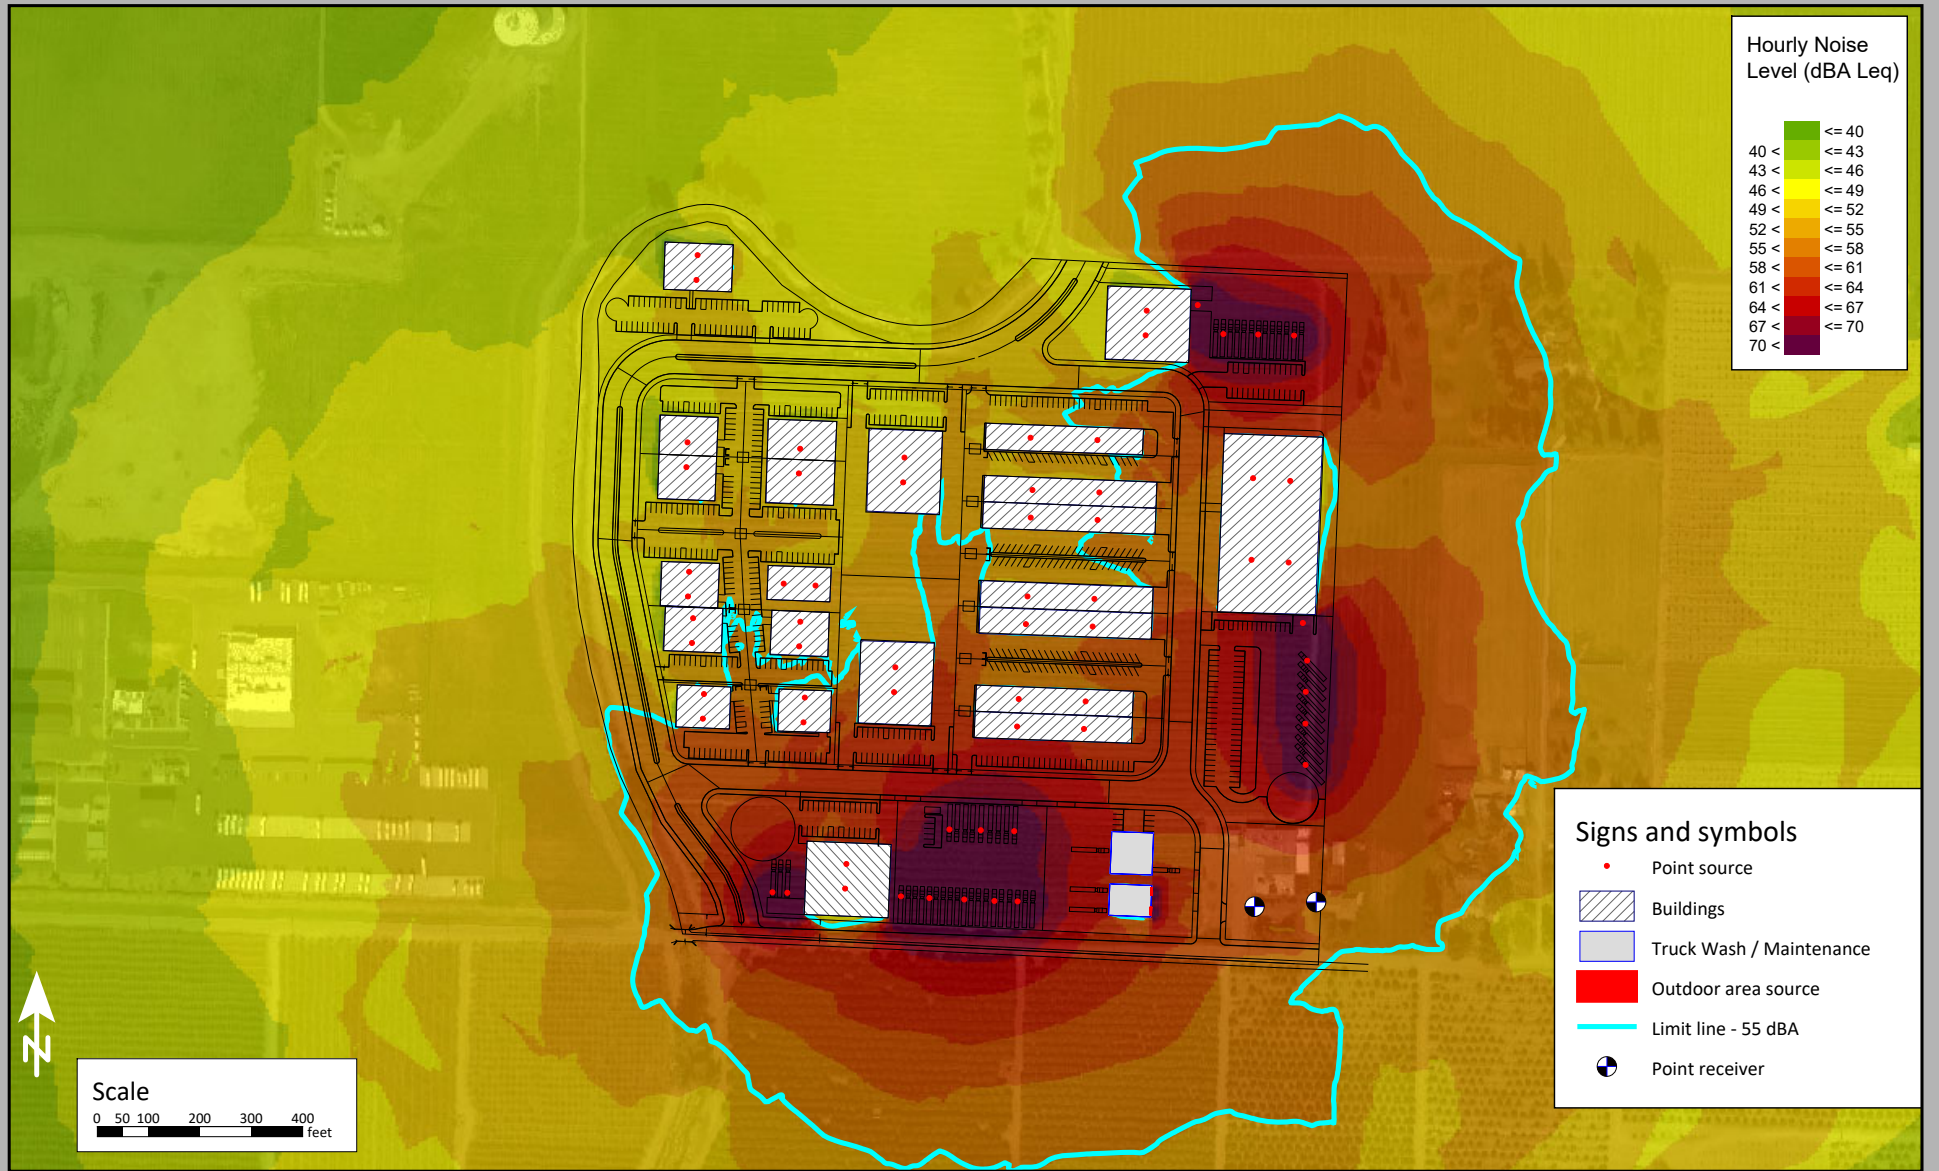 Hourly Noise
Level (dBA Leq)
<= 40
40 < <= 43
43 < <= 46
46 < <= 49
49 < <= 52
52 < <= 55
55 < <= 58
58 < <= 61
61 < <= 64
64 < <= 67
67 < <= 70
70 <
Signs and symbols
Point source
Buildings
Truck Wash / Maintenance
Outdoor area source
Limit line - 55 dBA
Point receiver
N
Scale
0 50 100 200 300 400
feet